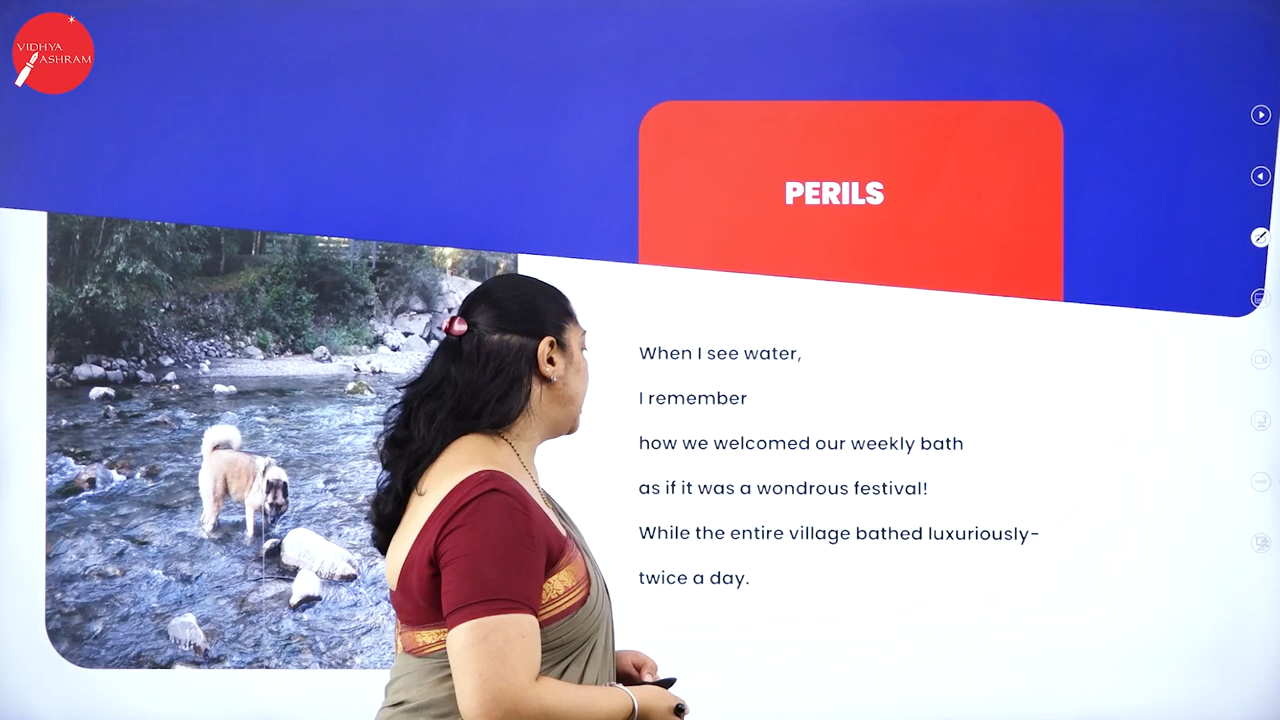 VIDHYA
ASHRAM
PERILS
When I see water,
I remember
how we welcomed our weekly bath
as if it was a wondrous festival!
While the entire village bathed luxuriously-
twice a day.